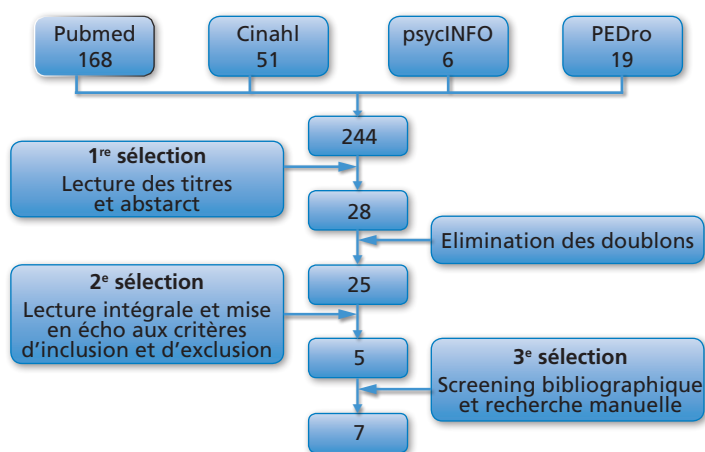 Pubmed
168
Cinahl
51
psycINFO
6
PEDro
19
244
1re sélection
Lecture des titres
et abstarct
28
Elimination des doublons
25
2e sélection
Lecture intégrale et mise
en écho aux critères
d'inclusion et d'exclusion
5
3e sélection
Screening bibliographique
et recherche manuelle
7